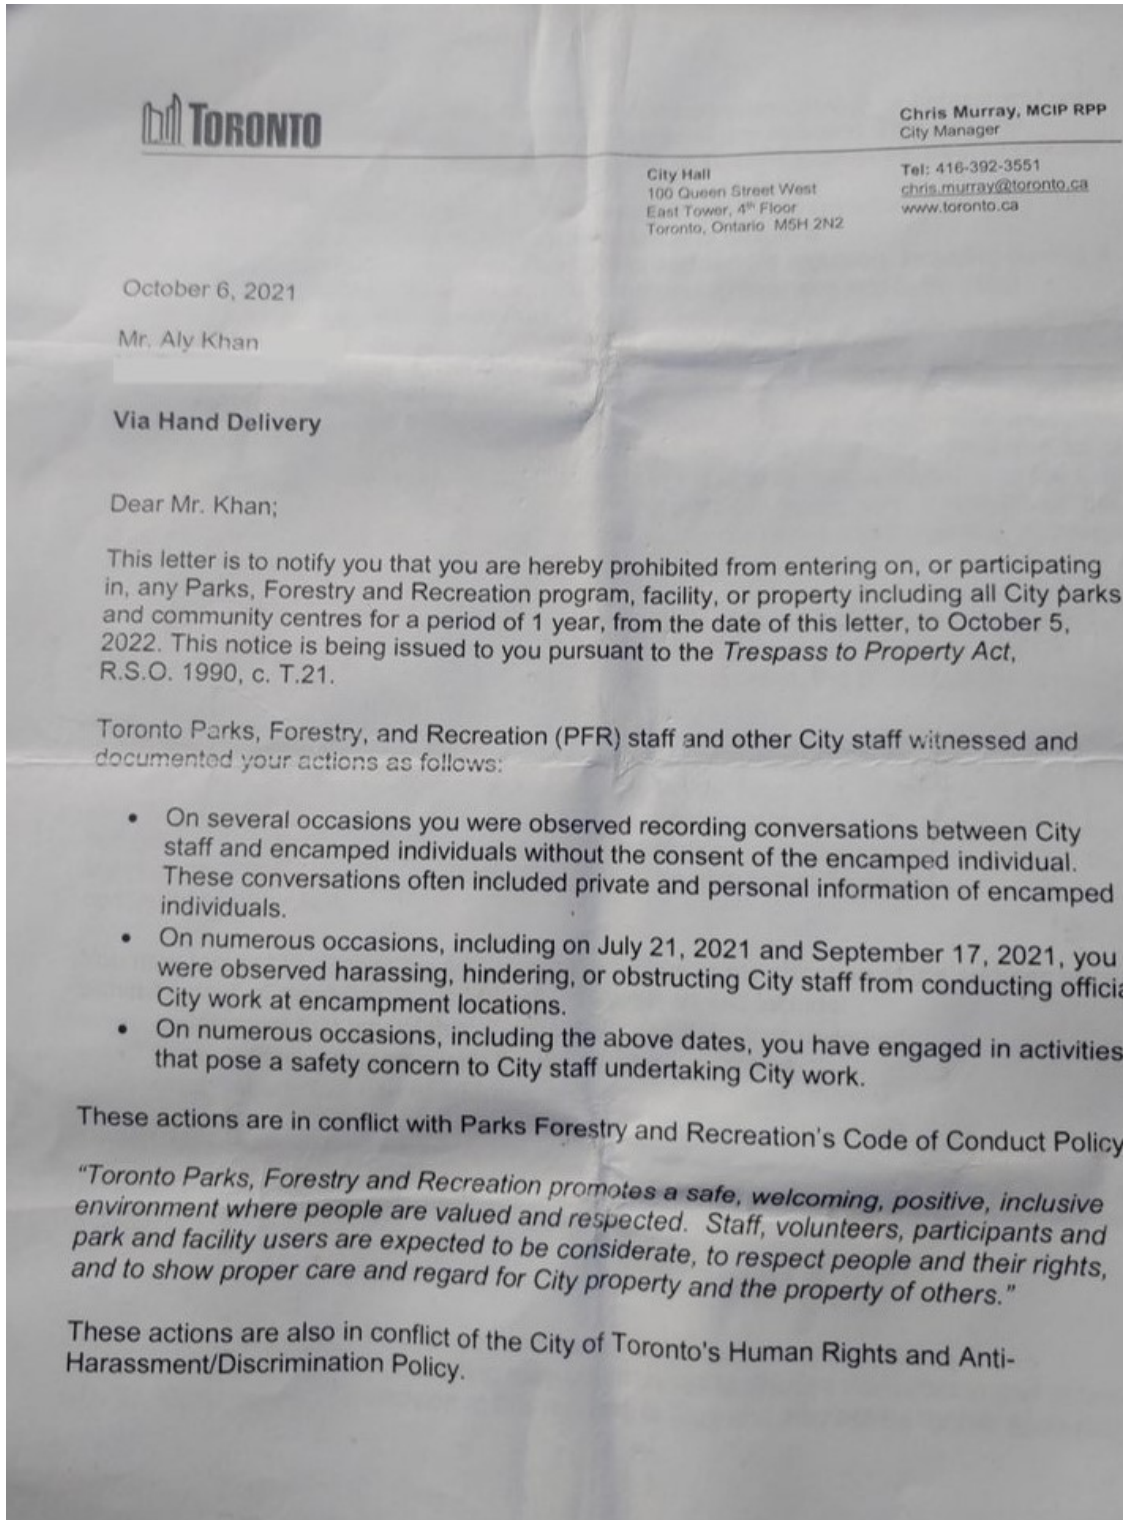 TORONTO
Chris Murray, MCIP RPP
City Manager
City Hall
100 Queen Street West
East Tower, 4th Floor
Toronto, Ontario M5H 2N2
Tel: 416-392-3551
chris.murray@toronto.ca
www.toronto.ca
October 6, 2021
Mr. Aly Khan
Via Hand Delivery
Dear Mr. Khan;
This letter is to notify you that you are hereby prohibited from entering on, or participating
in, any Parks, Forestry and Recreation program, facility, or property including all City parks
and community centres for a period of 1 year, from the date of this letter, to October 5,
2022. This notice is being issued to you pursuant to the Trespass to Property Act,
R.S.O. 1990, c. T.21.
Toronto Parks, Forestry, and Recreation (PFR) staff and other City staff witnessed and
documented your actions as follows:
• On several occasions you were observed recording conversations between City
staff and encamped individuals without the consent of the encamped individual.
These conversations often included private and personal information of encamped
individuals.
• On numerous occasions, including on July 21, 2021 and September 17, 2021, you
were observed harassing, hindering, or obstructing City staff from conducting officia
City work at encampment locations.
• On numerous occasions, including the above dates, you have engaged in activities
that pose a safety concern to City staff undertaking City work.
These actions are in conflict with Parks Forestry and Recreation's Code of Conduct Policy
"Toronto Parks, Forestry and Recreation promotes a safe, welcoming, positive, inclusive
environment where people are valued and respected. Staff, volunteers, participants and
park and facility users are expected to be considerate, to respect people and their rights,
and to show proper care and regard for City property and the property of others."
These actions are also in conflict of the City of Toronto's Human Rights and Anti-
Harassment/Discrimination Policy.